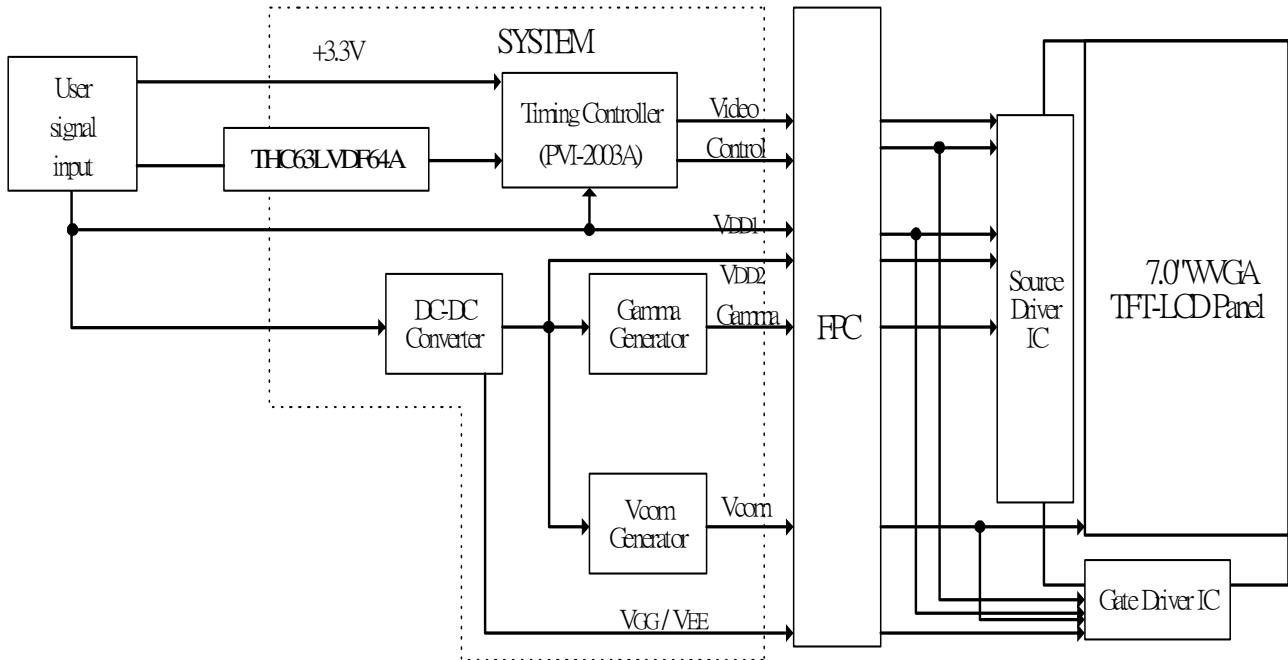 SYSTEM
+3.3V
User
signal
input
THC63LVDF64A
Timing Controller
(PVI-2003A)
Video
Control
VDD1
VDD2
DC-DC
Converter
Gamma
Generator
Gamma
Vcom
Generator
Vcom
VGG / VEE
FPC
Source
Driver
IC
7.0"WVGA
TFT-LCD Panel
Gate Driver IC